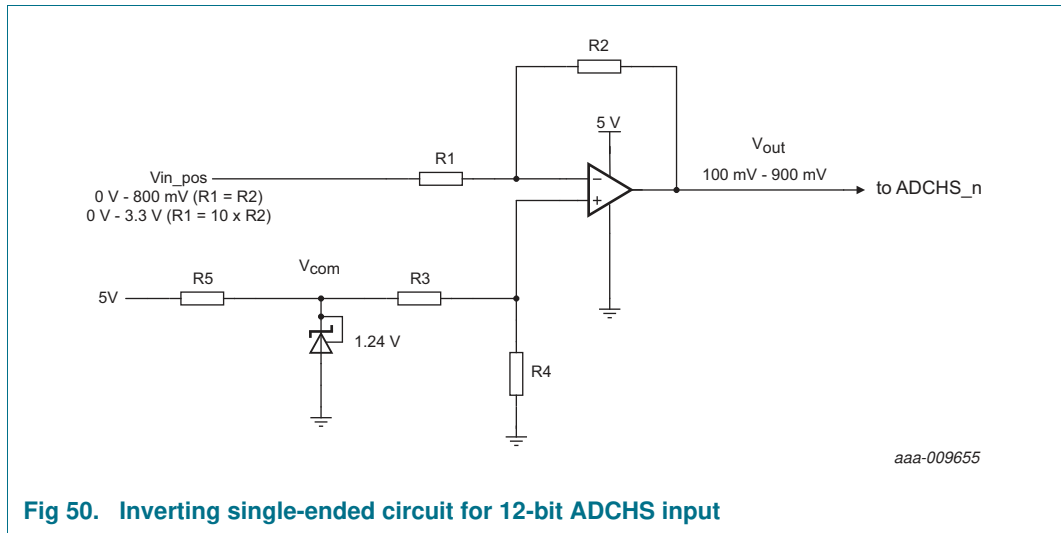 R2
5 V
Vout
R1
Vin_pos
0 V - 800 mV (R1 = R2)
0 V - 3.3 V (R1 = 10 x R2)
−
+
100 mV - 900 mV
to ADCHS_n
Vcom
R5
R3
5V
1.24 V
R4
aaa-009655
Fig 50. Inverting single-ended circuit for 12-bit ADCHS input